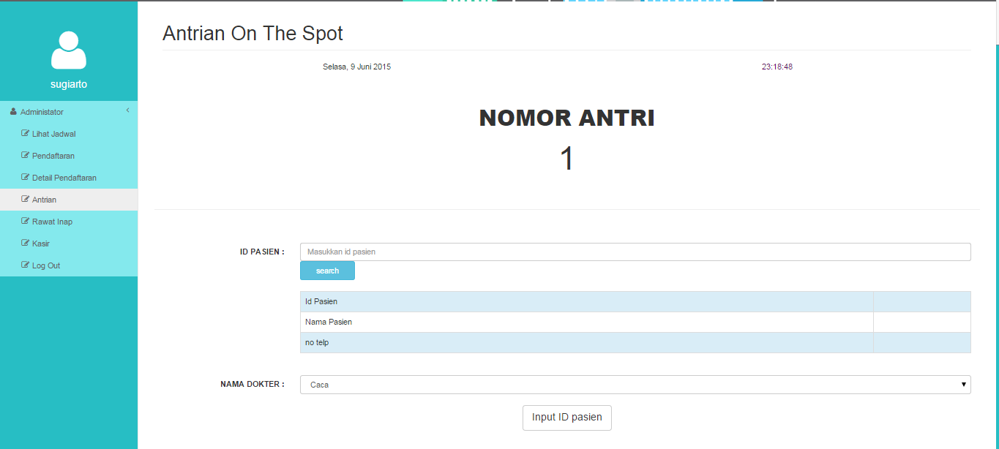 sugiarto
Administator
Lihat Jadwal
Pendaftaran
Detail Pendaftaran
Antrian
Rawat Inap
Kasir
Log Out
Antrian On The Spot
Selasa, 9 Juni 2015 23:18:48
NOMOR ANTRI
1
ID PASIEN : Masukkan id pasien
search
Id Pasien
Nama Pasien
no telp
NAMA DOKTER : Caca
Input ID pasien